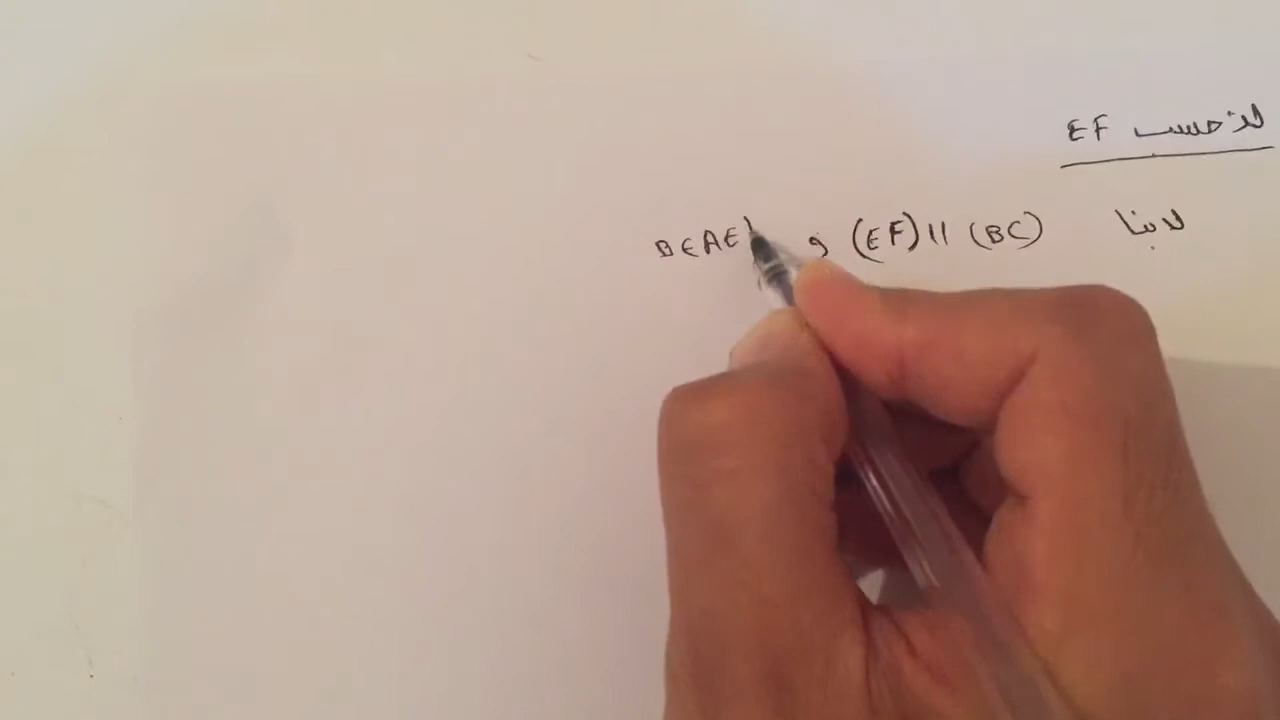 لنحسب EF
لدينا (EF) // (BC) و B∈AE)